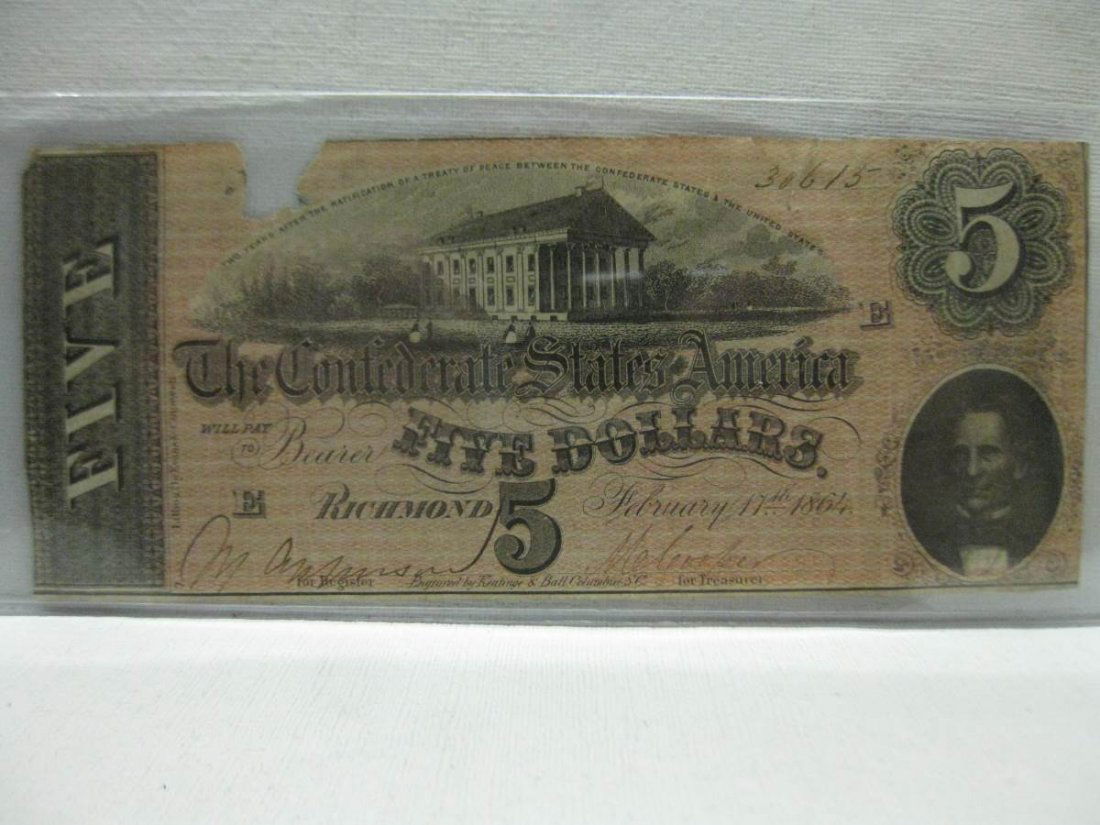 30615
TWO YEARS AFTER THE RATIFICATION OF A TREATY OF PEACE BETWEEN THE CONFEDERATE STATES & THE UNITED STATES
5
FIVE
E
The Confederate States of America
WILL PAY
TO Bearer
FIVE DOLLARS.
E
RICHMOND
5
February 17th 1864.
for Register
Engraved by Keatinge & Ball, Columbia, S.C.
for Treasurer